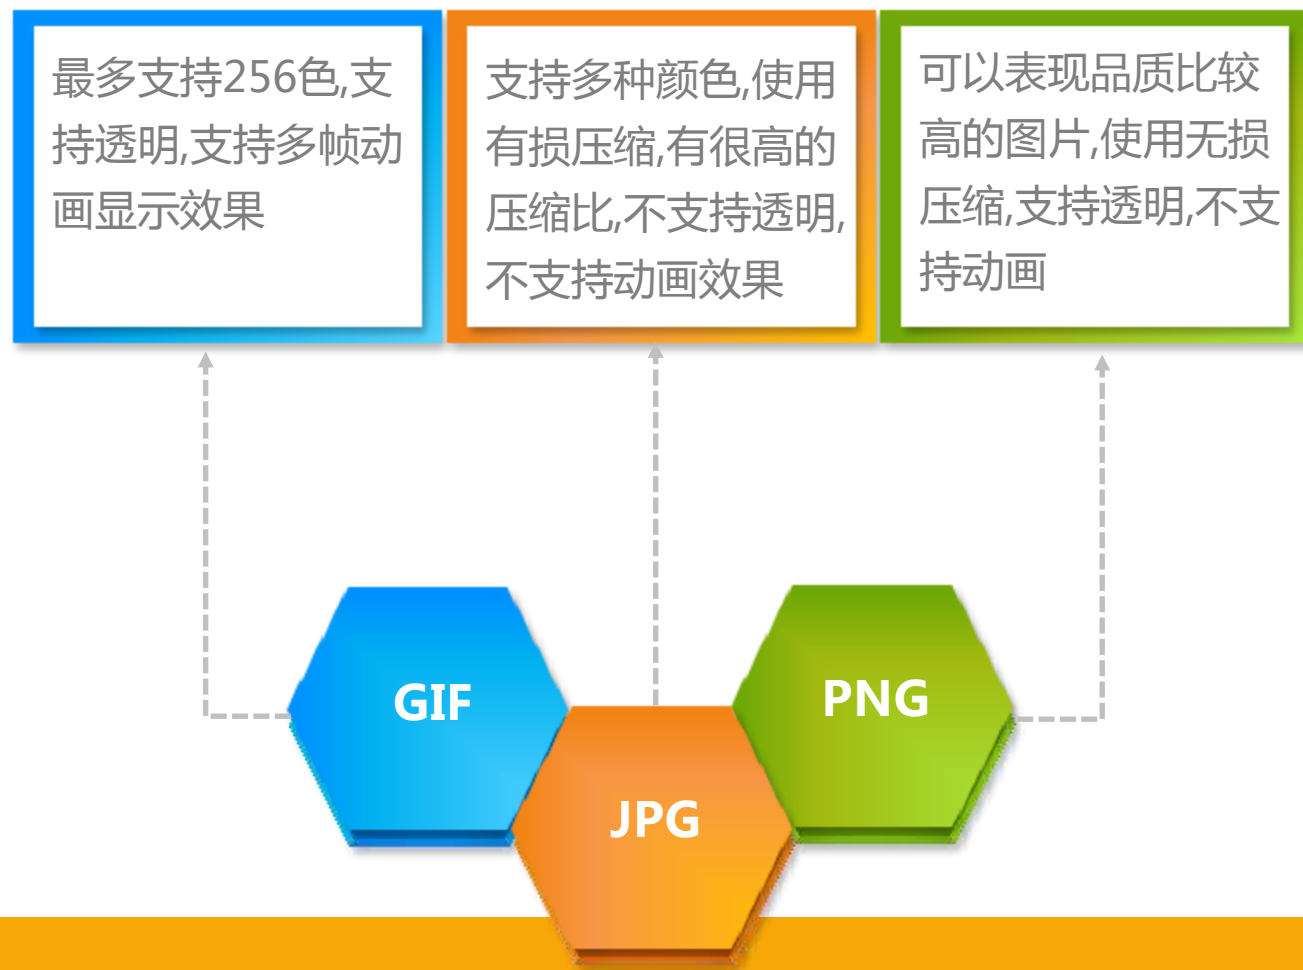 最多支持256色,支
持透明,支持多帧动
画显示效果
支持多种颜色,使用
有损压缩,有很高的
压缩比,不支持透明,
不支持动画效果
可以表现品质比较
高的图片,使用无损
压缩,支持透明,不支
持动画
GIF
JPG
PNG